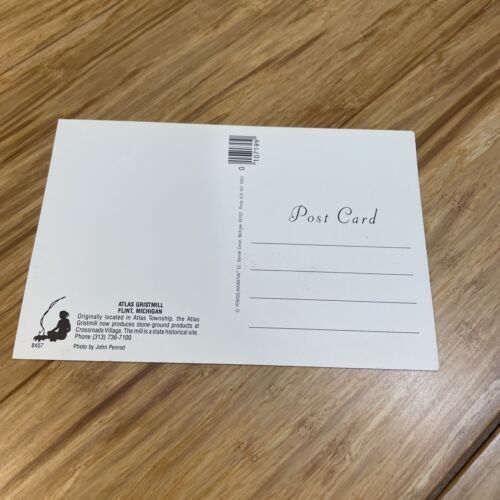 ATLAS GRISTMILL
FLINT, MICHIGAN
Originally located in Atlas Township, the Atlas
Gristmill now produces stone-ground products at
Crossroads Village. The mill is a state historical site.
Phone (313) 736-7100
8457
Photo by John Penrod
0
107199
Post Card